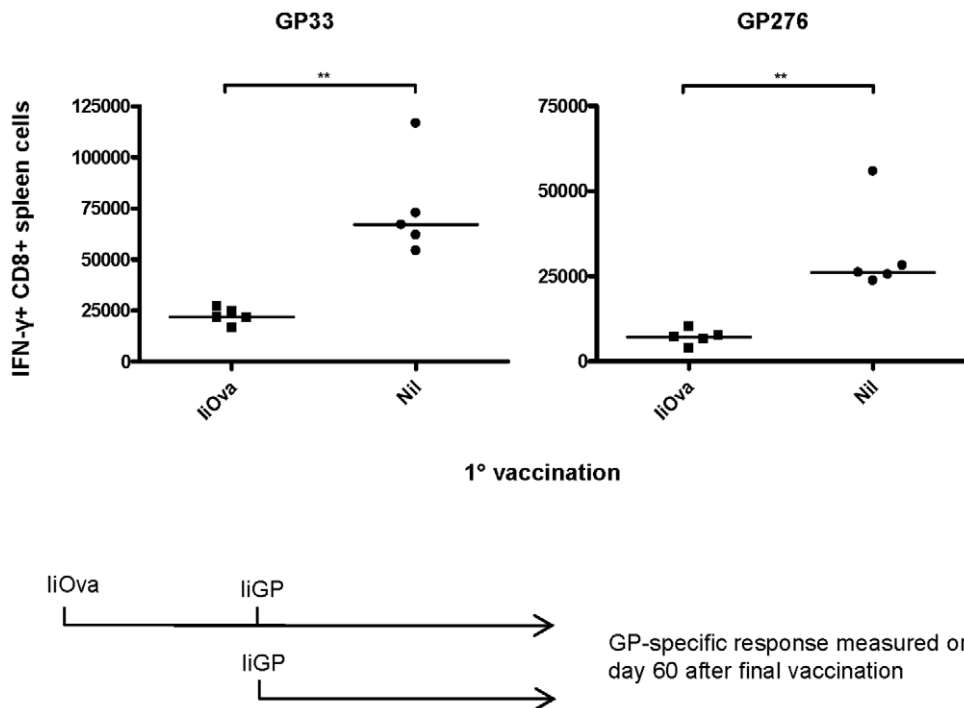 GP33
GP276
**
**
IFN-γ+ CD8+ spleen cells
125000
100000
75000
50000
25000
0
75000
50000
25000
0
IiOva
Nil
IiOva
Nil
1° vaccination
IiOva
IiGP
IiGP
GP-specific response measured on
day 60 after final vaccination